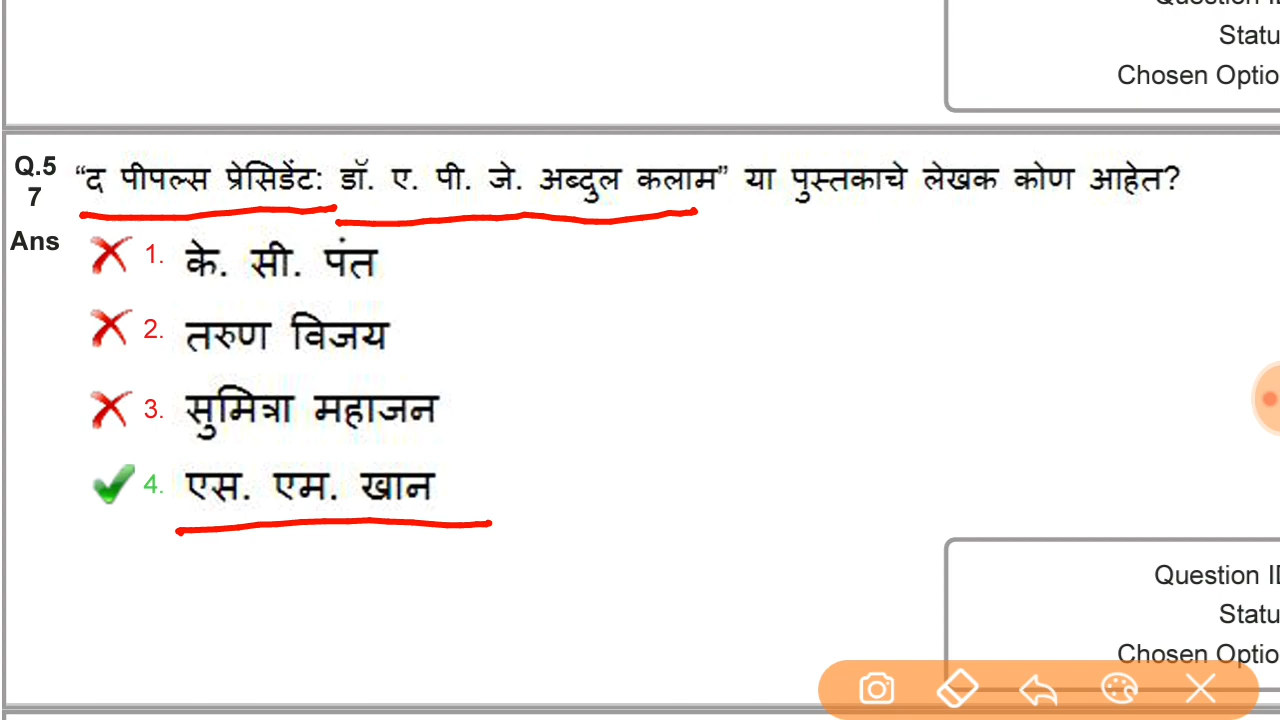 Statu
Chosen Optio
Q.5
7
“द पीपल्स प्रेसिडेंट: डॉ. ए. पी. जे. अब्दुल कलाम” या पुस्तकाचे लेखक कोण आहेत?
Ans
1. के. सी. पंत
2. तरुण विजय
3. सुमित्रा महाजन
4. एस. एम. खान
Question I
Statu
Chosen Optio